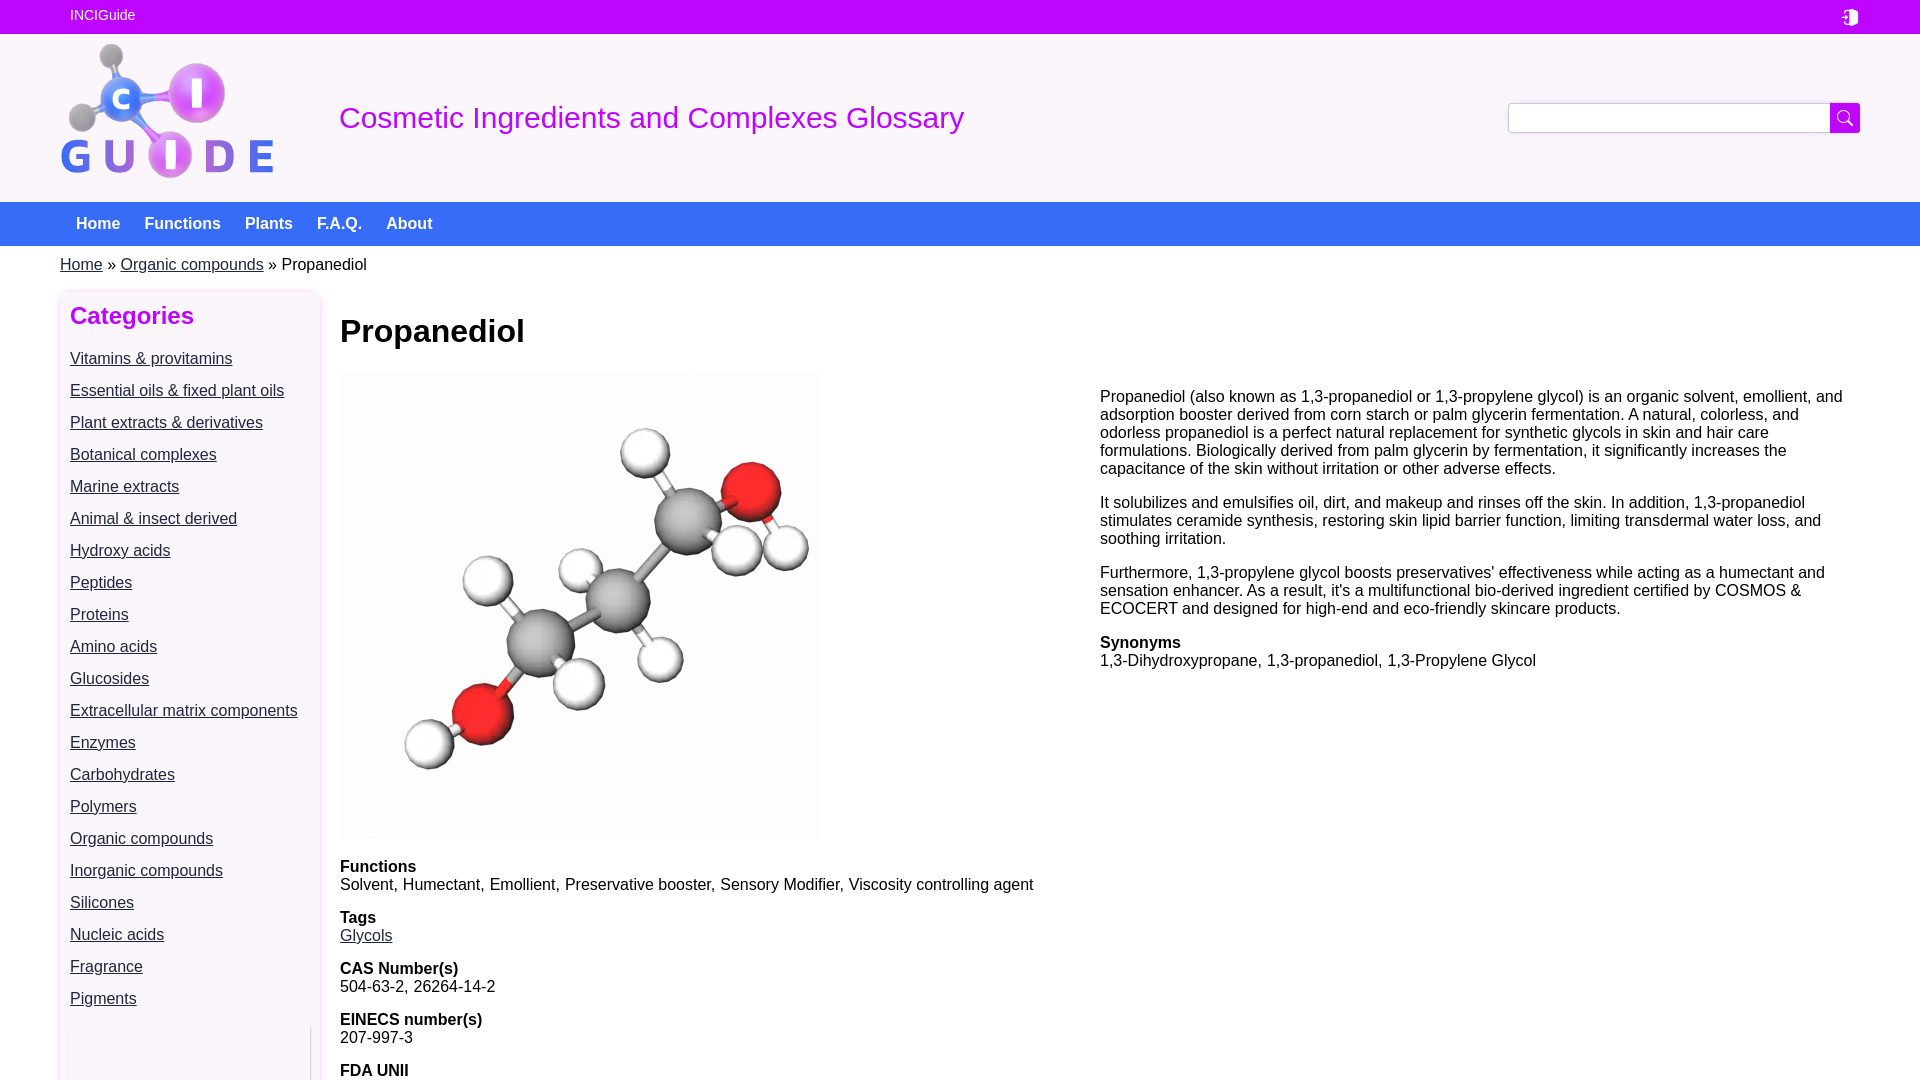 INCIGuide
C I
GUIDE
Cosmetic Ingredients and Complexes Glossary
Home Functions Plants F.A.Q. About
Home » Organic compounds » Propanediol
Categories
Vitamins & provitamins
Essential oils & fixed plant oils
Plant extracts & derivatives
Botanical complexes
Marine extracts
Animal & insect derived
Hydroxy acids
Peptides
Proteins
Amino acids
Glucosides
Extracellular matrix components
Enzymes
Carbohydrates
Polymers
Organic compounds
Inorganic compounds
Silicones
Nucleic acids
Fragrance
Pigments
Propanediol
Propanediol (also known as 1,3-propanediol or 1,3-propylene glycol) is an organic solvent, emollient, and
adsorption booster derived from corn starch or palm glycerin fermentation. A natural, colorless, and
odorless propanediol is a perfect natural replacement for synthetic glycols in skin and hair care
formulations. Biologically derived from palm glycerin by fermentation, it significantly increases the
capacitance of the skin without irritation or other adverse effects.
It solubilizes and emulsifies oil, dirt, and makeup and rinses off the skin. In addition, 1,3-propanediol
stimulates ceramide synthesis, restoring skin lipid barrier function, limiting transdermal water loss, and
soothing irritation.
Furthermore, 1,3-propylene glycol boosts preservatives' effectiveness while acting as a humectant and
sensation enhancer. As a result, it's a multifunctional bio-derived ingredient certified by COSMOS &
ECOCERT and designed for high-end and eco-friendly skincare products.
Synonyms
1,3-Dihydroxypropane, 1,3-propanediol, 1,3-Propylene Glycol
Functions
Solvent, Humectant, Emollient, Preservative booster, Sensory Modifier, Viscosity controlling agent
Tags
Glycols
CAS Number(s)
504-63-2, 26264-14-2
EINECS number(s)
207-997-3
FDA UNII